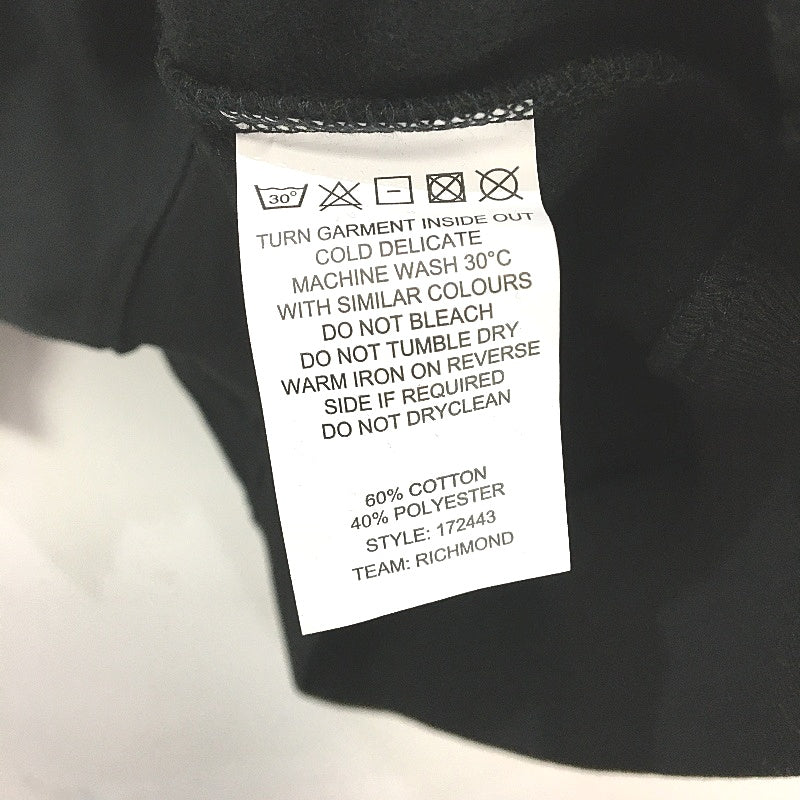 30°
TURN GARMENT INSIDE OUT
COLD DELICATE
MACHINE WASH 30°C
WITH SIMILAR COLOURS
DO NOT BLEACH
DO NOT TUMBLE DRY
WARM IRON ON REVERSE
SIDE IF REQUIRED
DO NOT DRYCLEAN
60% COTTON
40% POLYESTER
STYLE: 172443
TEAM: RICHMOND